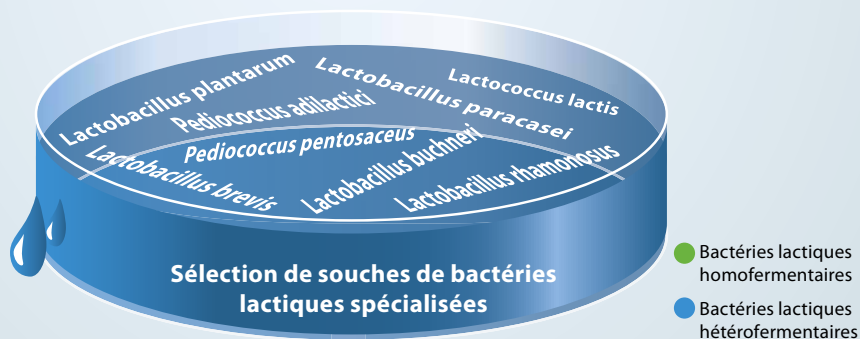 Lactobacillus plantarum
Pediococcus adilactici
Lactobacillus paracasei
Lactococcus lactis
Lactobacillus brevis
Pediococcus pentosaceus
Lactobacillus buchneri
Lactobacillus rhamonosus
Sélection de souches de bactéries
lactiques spécialisées
Bactéries lactiques
homofermentaires
Bactéries lactiques
hétérofermentaires